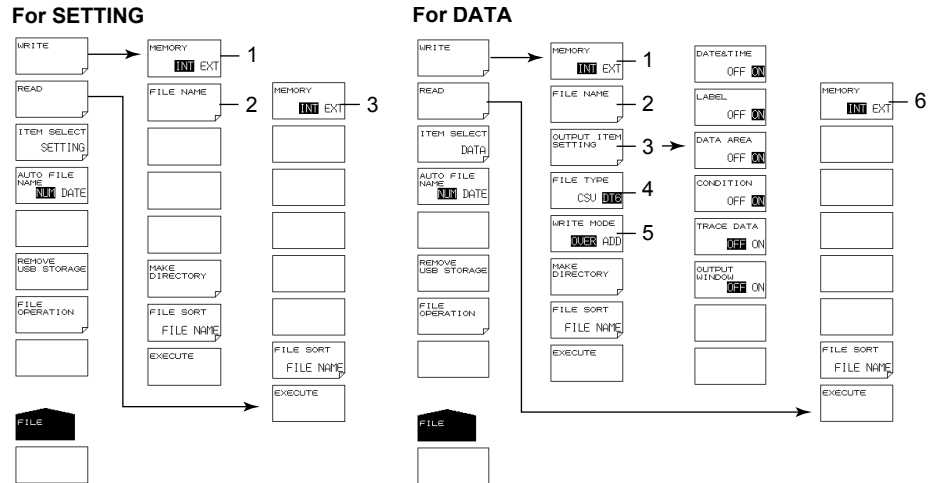 For SETTING
WRITE
READ
ITEM SELECT
SETTING
AUTO FILE
NAME
NUM DATE
REMOVE
USB STORAGE
FILE
OPERATION
FILE
MEMORY
INT EXT
1
FILE NAME
2
MAKE
DIRECTORY
FILE SORT
FILE NAME
EXECUTE
MEMORY
INT EXT
3
FILE SORT
FILE NAME
EXECUTE
For DATA
WRITE
READ
ITEM SELECT
DATA
AUTO FILE
NAME
NUM DATE
REMOVE
USB STORAGE
FILE
OPERATION
FILE
MEMORY
INT EXT
1
FILE NAME
2
OUTPUT ITEM
SETTING
3
FILE TYPE
CSV DT6
4
WRITE MODE
OVER ADD
5
MAKE
DIRECTORY
FILE SORT
FILE NAME
EXECUTE
DATE&TIME
OFF ON
LABEL
OFF ON
DATA AREA
OFF ON
CONDITION
OFF ON
TRACE DATA
OFF ON
OUTPUT
WINDOW
OFF ON
MEMORY
INT EXT
6
FILE SORT
FILE NAME
EXECUTE